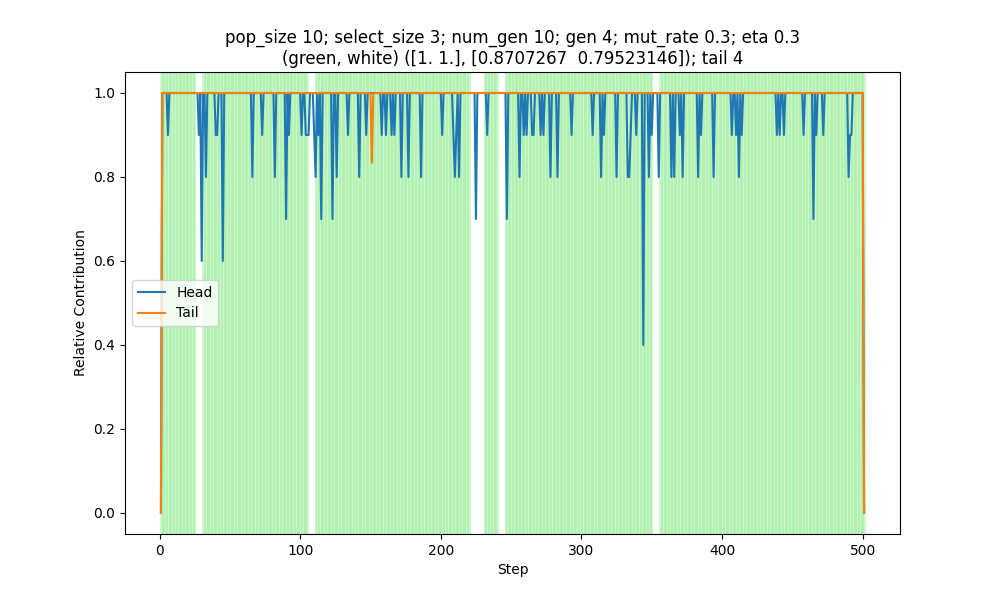 pop_size 10; select_size 3; num_gen 10; gen 4; mut_rate 0.3; eta 0.3
(green, white) ([1. 1.], [0.8707267  0.79523146]); tail 4
1.0
0.8
0.6
0.4
0.2
0.0
Relative Contribution
Head
Tail
0
100
200
300
400
500
Step